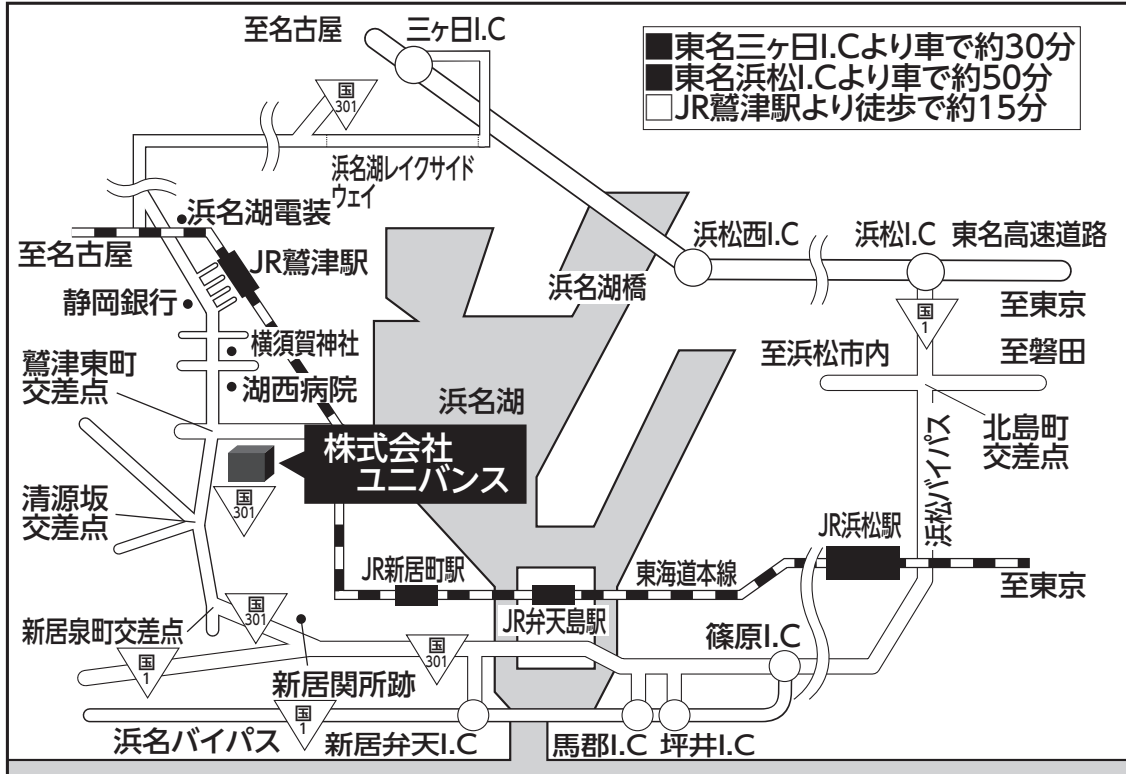 至名古屋
三ヶ日I.C
■東名三ヶ日I.Cより車で約30分
■東名浜松I.Cより車で約50分
□JR鷲津駅より徒歩で約15分
国
301
浜名湖レイクサイド
ウェイ
浜名湖電装
至名古屋
JR鷲津駅
浜松西I.C
浜松I.C
東名高速道路
浜名湖橋
静岡銀行
国
1
至東京
横須賀神社
至浜松市内
至磐田
鷲津東町
交差点
湖西病院
浜名湖
北島町
交差点
株式会社
ユニバンス
浜松バイパス
清源坂
交差点
国
301
JR浜松駅
JR新居町駅
東海道本線
至東京
JR弁天島駅
新居泉町交差点
国
301
国
301
篠原I.C
国
1
新居関所跡
国
1
浜名バイパス
新居弁天I.C
馬郡I.C
坪井I.C